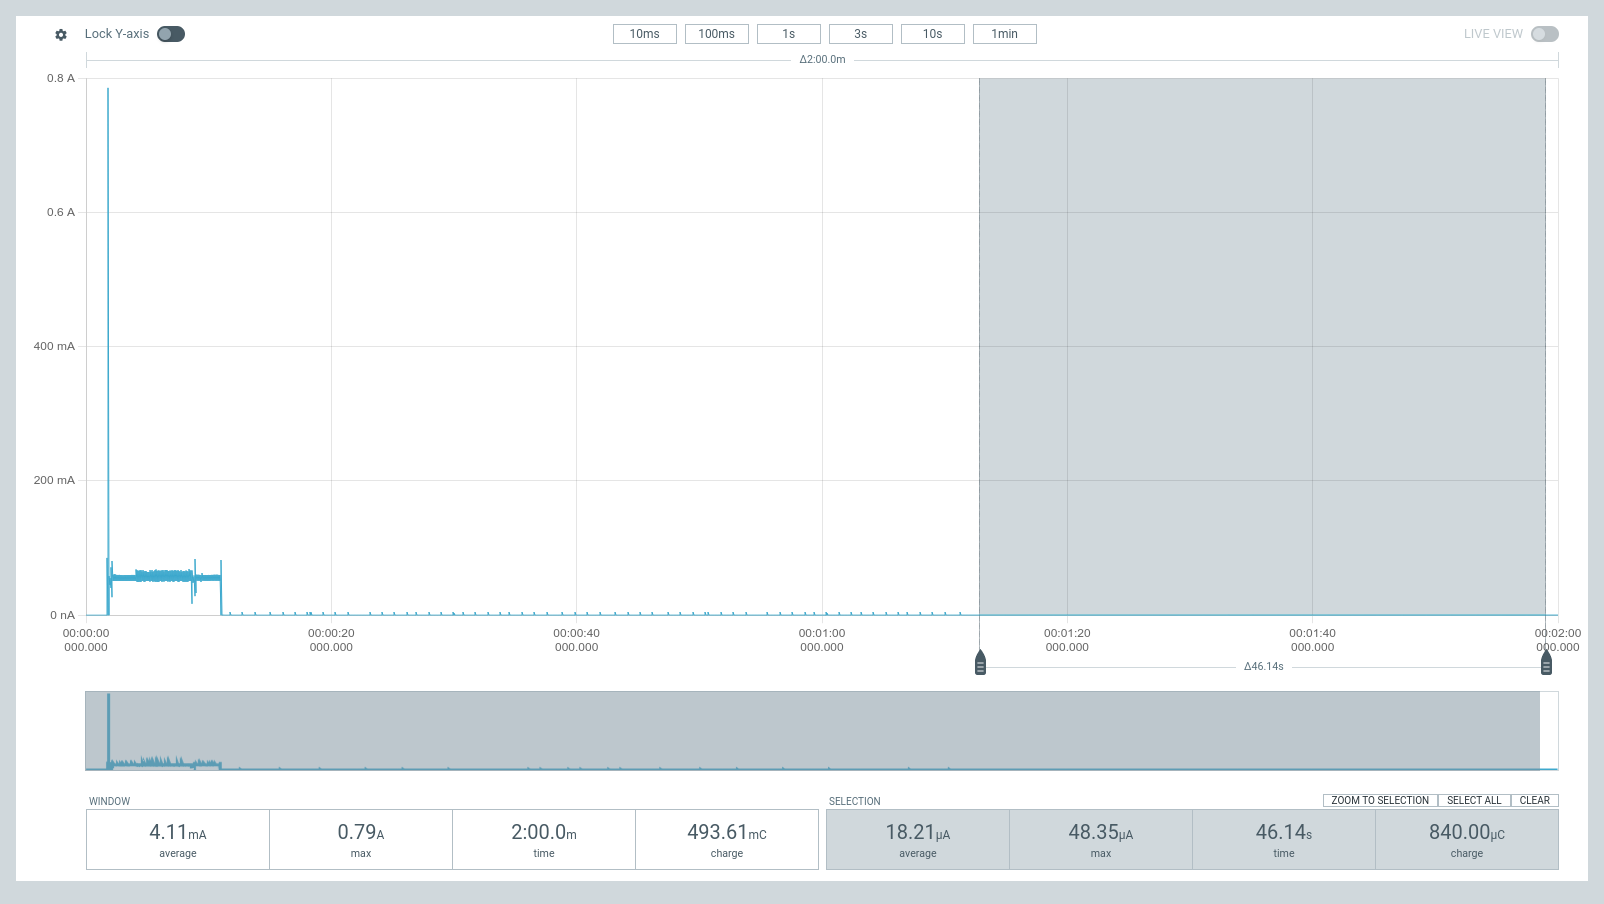 Lock Y-axis
10ms 100ms 1s 3s 10s 1min
LIVE VIEW
Δ2:00.0m
0.8 A
0.6 A
400 mA
200 mA
0 nA
00:00:00 00:00:20 00:00:40 00:01:00 00:01:20 00:01:40 00:02:00
000.000 000.000 000.000 000.000 000.000 000.000 000.000
Δ46.14s
WINDOW
4.11mA 0.79A 2:00.0m 493.61mC
average max time charge
SELECTION
ZOOM TO SELECTION SELECT ALL CLEAR
18.21μA 48.35μA 46.14s 840.00μC
average max time charge